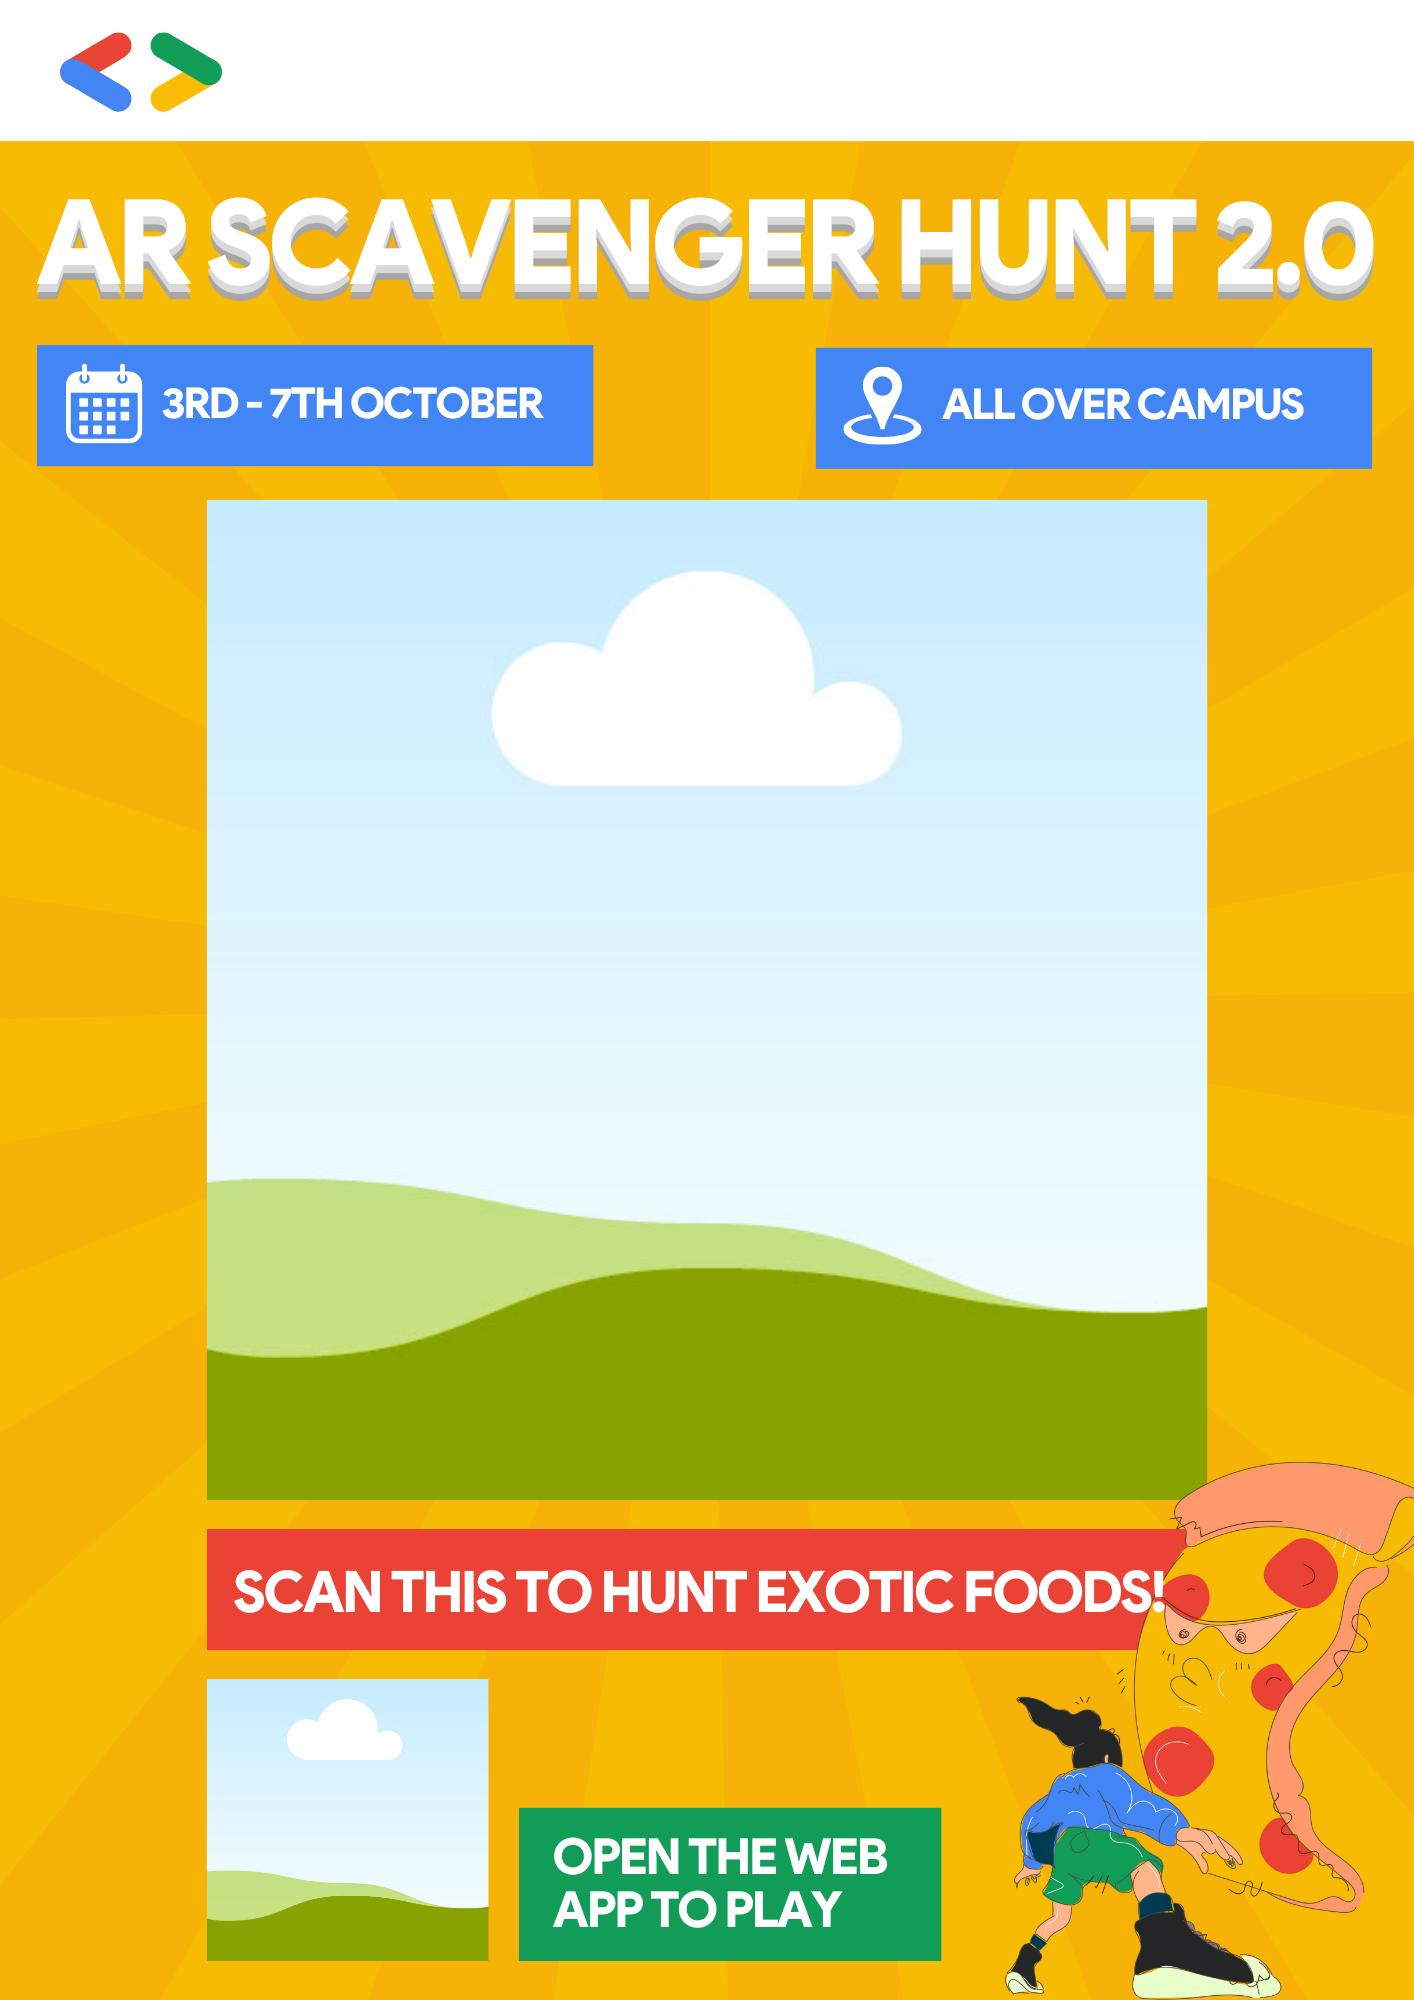 AR SCAVENGER HUNT 2.0
3RD - 7TH OCTOBER
ALL OVER CAMPUS
SCAN THIS TO HUNT EXOTIC FOODS!
OPEN THE WEB
APP TO PLAY